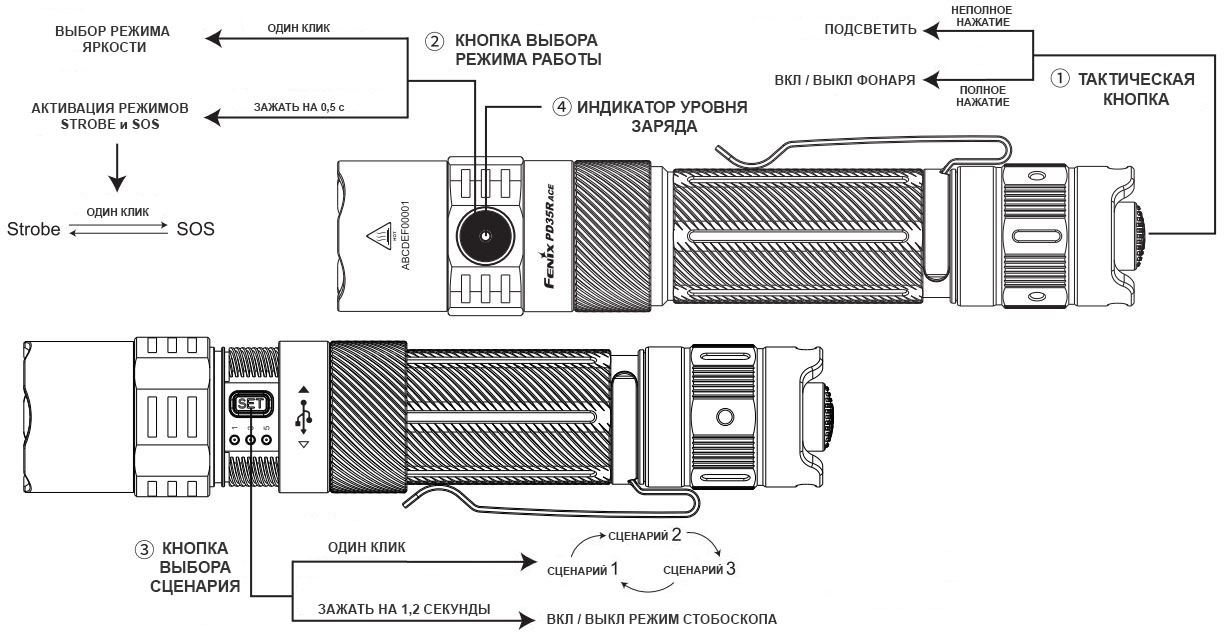 ВЫБОР РЕЖИМА
ЯРКОСТИ
ОДИН КЛИК
② КНОПКА ВЫБОРА
РЕЖИМА РАБОТЫ
АКТИВАЦИЯ РЕЖИМОВ
STROBE и SOS
ЗАЖАТЬ НА 0,5 с
ОДИН КЛИК
Strobe
SOS
④ ИНДИКАТОР УРОВНЯ
ЗАРЯДА
ПОДСВЕТИТЬ
НЕПОЛНОЕ
НАЖАТИЕ
ВКЛ / ВЫКЛ ФОНАРЯ
ПОЛНОЕ
НАЖАТИЕ
① ТАКТИЧЕСКАЯ
КНОПКА
HOT
ABCDEF00001
FENIX PD35R ACE
SET
1
3
5
③ КНОПКА
ВЫБОРА
СЦЕНАРИЯ
ОДИН КЛИК
СЦЕНАРИЙ 1
СЦЕНАРИЙ 2
СЦЕНАРИЙ 3
ЗАЖАТЬ НА 1,2 СЕКУНДЫ
ВКЛ / ВЫКЛ РЕЖИМ СТОБОСКОПА